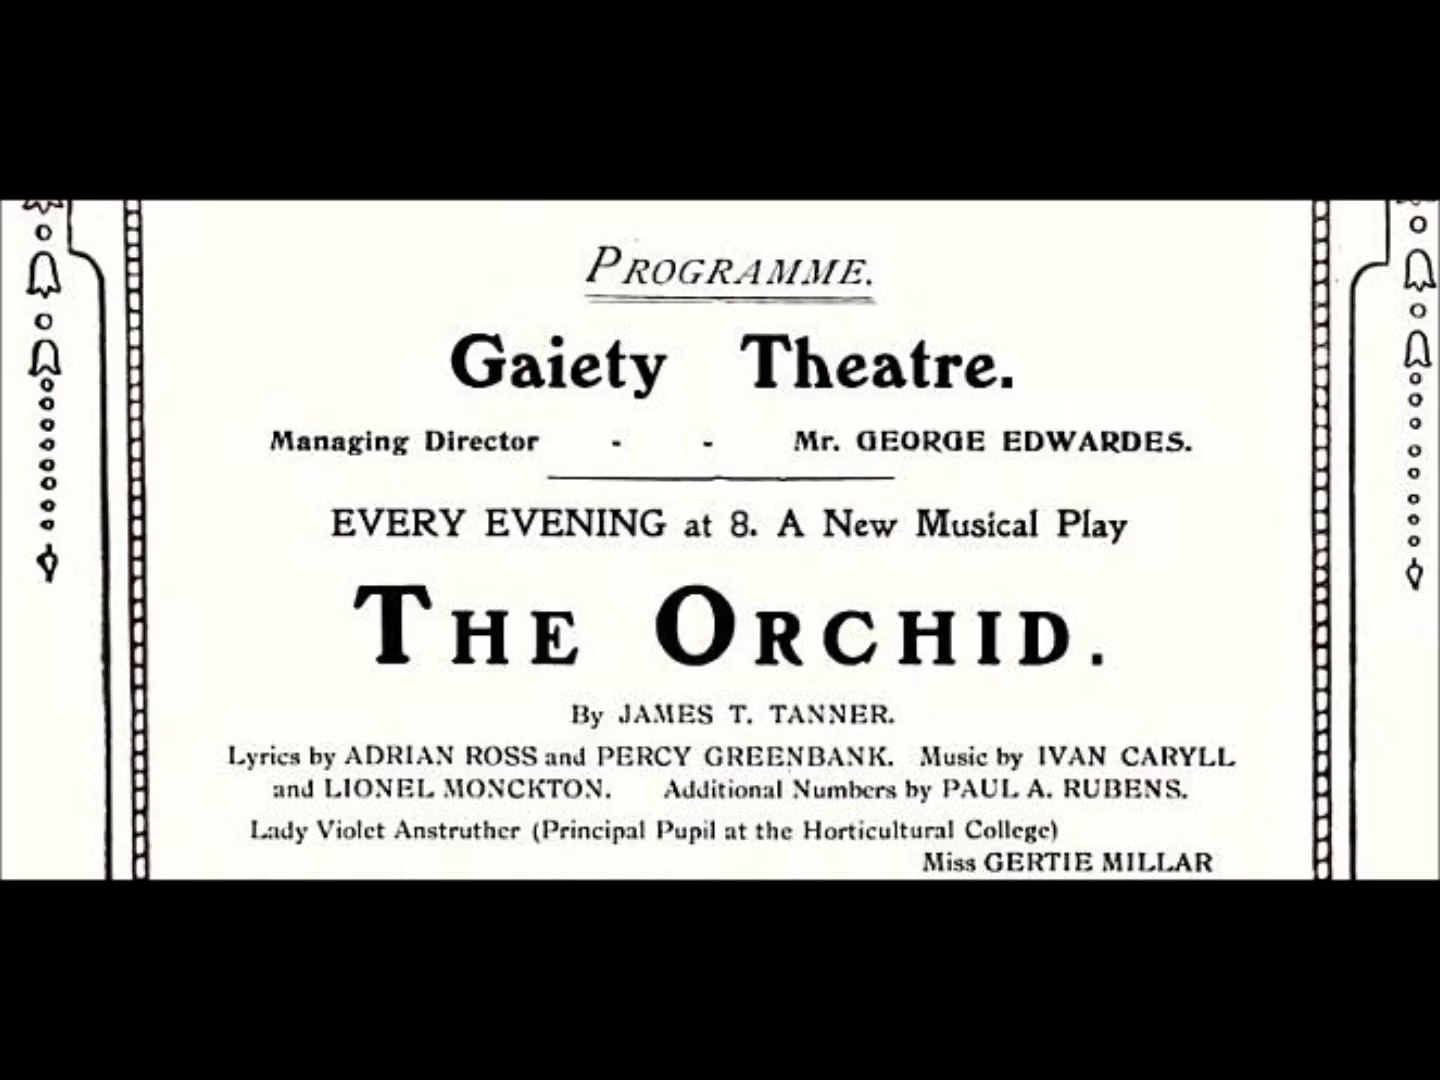 PROGRAMME.
Gaiety Theatre.
Managing Director - - Mr. GEORGE EDWARDES.
EVERY EVENING at 8. A New Musical Play
THE ORCHID.
By JAMES T. TANNER.
Lyrics by ADRIAN ROSS and PERCY GREENBANK. Music by IVAN CARYLL
and LIONEL MONCKTON. Additional Numbers by PAUL A. RUBENS.
Lady Violet Anstruther (Principal Pupil at the Horticultural College)
Miss GERTIE MILLAR